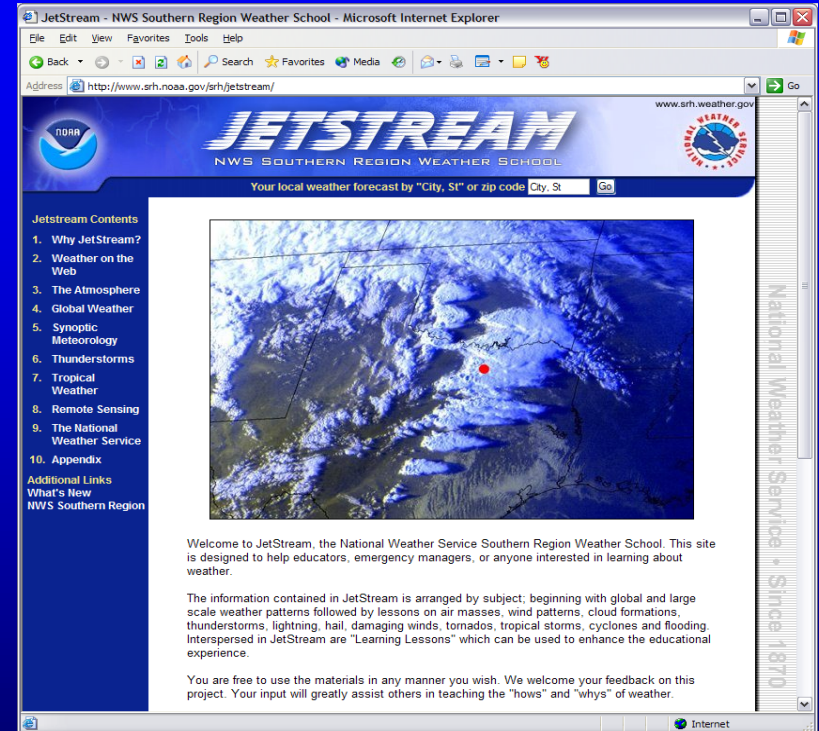 JetStream - NWS Southern Region Weather School - Microsoft Internet Explorer
File Edit View Favorites Tools Help
Back Search Favorites Media
Address http://www.srh.noaa.gov/srh/jetstream/ Go
www.srh.weather.gov
NOAA
JETSTREAM
NWS SOUTHERN REGION WEATHER SCHOOL
NATIONAL WEATHER SERVICE
Your local weather forecast by "City, St" or zip code City, St Go
Jetstream Contents
1. Why JetStream?
2. Weather on the
Web
3. The Atmosphere
4. Global Weather
5. Synoptic
Meteorology
6. Thunderstorms
7. Tropical
Weather
8. Remote Sensing
9. The National
Weather Service
10. Appendix
Additional Links
What's New
NWS Southern Region
Welcome to JetStream, the National Weather Service Southern Region Weather School. This site
is designed to help educators, emergency managers, or anyone interested in learning about
weather.
The information contained in JetStream is arranged by subject; beginning with global and large
scale weather patterns followed by lessons on air masses, wind patterns, cloud formations,
thunderstorms, lightning, hail, damaging winds, tornados, tropical storms, cyclones and flooding.
Interspersed in JetStream are "Learning Lessons" which can be used to enhance the educational
experience.
You are free to use the materials in any manner you wish. We welcome your feedback on this
project. Your input will greatly assist others in teaching the "hows" and "whys" of weather.
National Weather Service • Since 1870
Internet